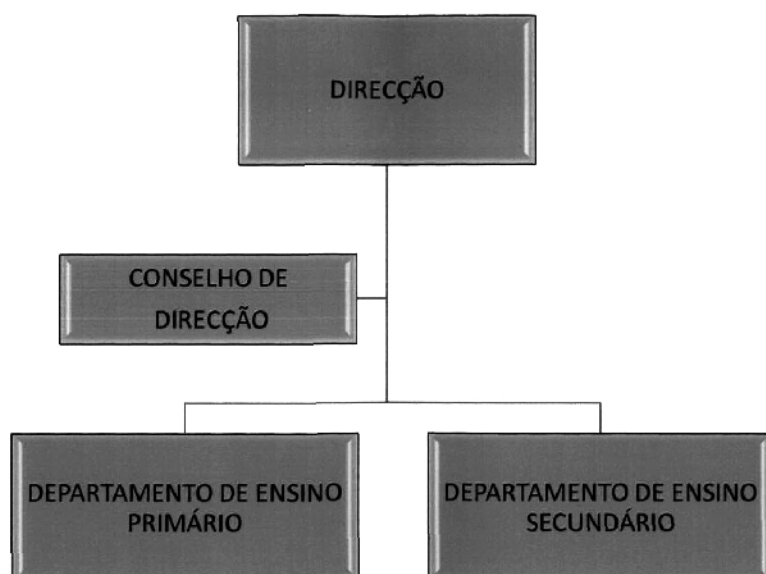 DIRECÇÃO
CONSELHO DE
DIRECÇÃO
DEPARTAMENTO DE ENSINO
PRIMÁRIO
DEPARTAMENTO DE ENSINO
SECUNDÁRIO